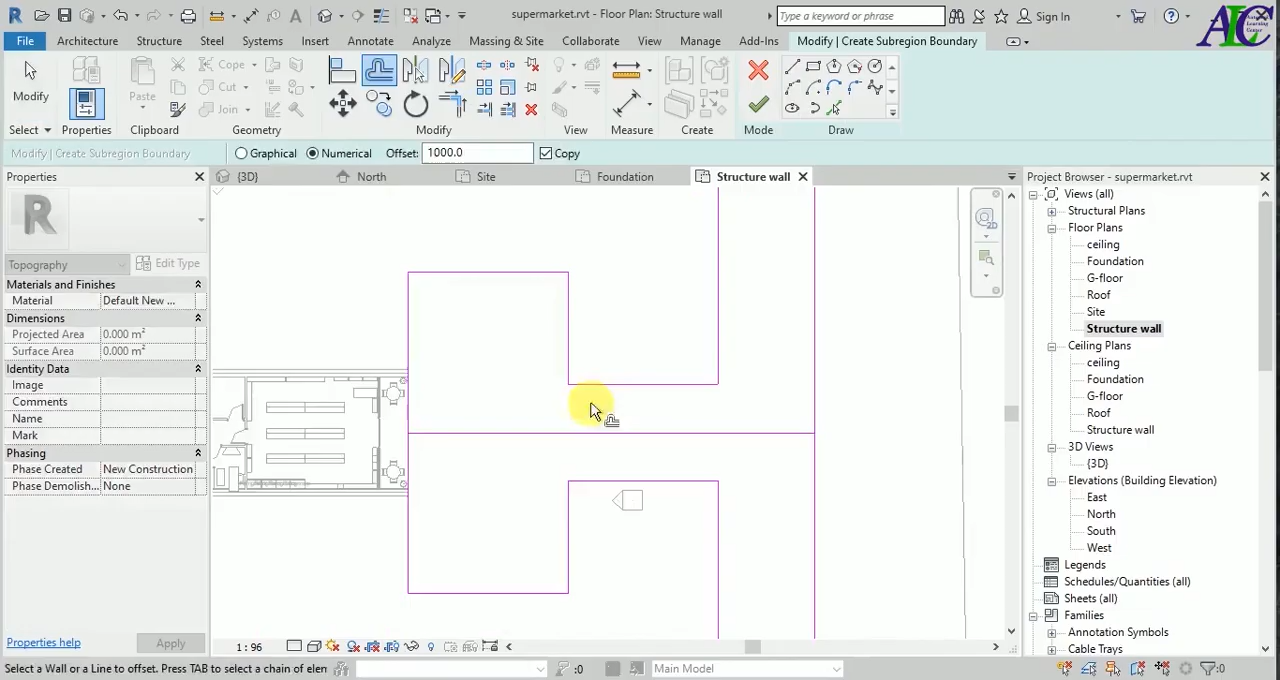 supermarket.rvt - Floor Plan: Structure wall
Type a keyword or phrase
Sign In
ALC
File Architecture Structure Steel Systems Insert Annotate Analyze Massing & Site Collaborate View Manage Add-Ins Modify | Create Subregion Boundary
Modify Paste Cope Cut Join
Select Properties Clipboard Geometry Modify View Measure Create Mode Draw
Modify | Create Subregion Boundary Graphical Numerical Offset: 1000.0 Copy
Properties
{3D} North Site Foundation Structure wall
Project Browser - supermarket.rvt
Topography Edit Type
Materials and Finishes
Material Default New ...
Dimensions
Projected Area 0.000 m²
Surface Area 0.000 m²
Identity Data
Image
Comments
Name
Mark
Phasing
Phase Created New Construction
Phase Demolish... None
Properties help Apply
Views (all)
Structural Plans
Floor Plans
ceiling
Foundation
G-floor
Roof
Site
Structure wall
Ceiling Plans
ceiling
Foundation
G-floor
Roof
Structure wall
3D Views
{3D}
Elevations (Building Elevation)
East
North
South
West
Legends
Schedules/Quantities (all)
Sheets (all)
Families
Annotation Symbols
Cable Trays
2D
1 : 96
Select a Wall or a Line to offset. Press TAB to select a chain of elen
:0 Main Model :0